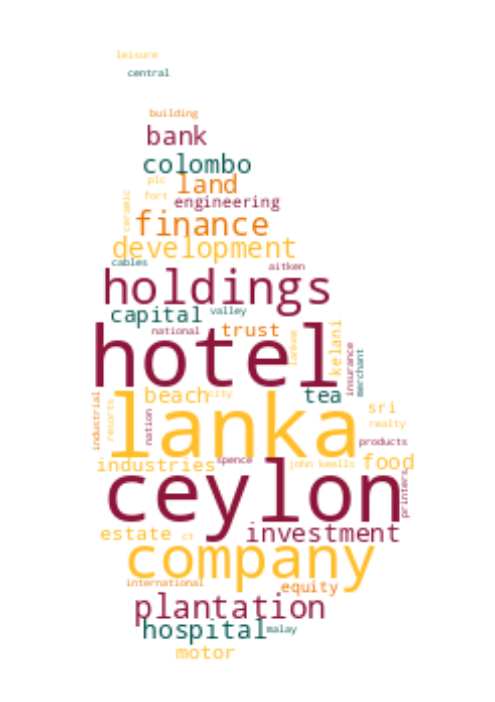 leisure
central
building
bank
colombo
plc
land
fort
ceramic
engineering
finance
development
cables
aitken
holdings
capital
valley
national
trust
kelani
lankem
hotel
insurance
merchant
beach
city
tea
industrial
resorts
nation
lanka
sri
realty
products
industries
spence
john keells
food
ceylon
printers
estate
ct
investment
company
international
equity
plantation
hospital
malay
motor